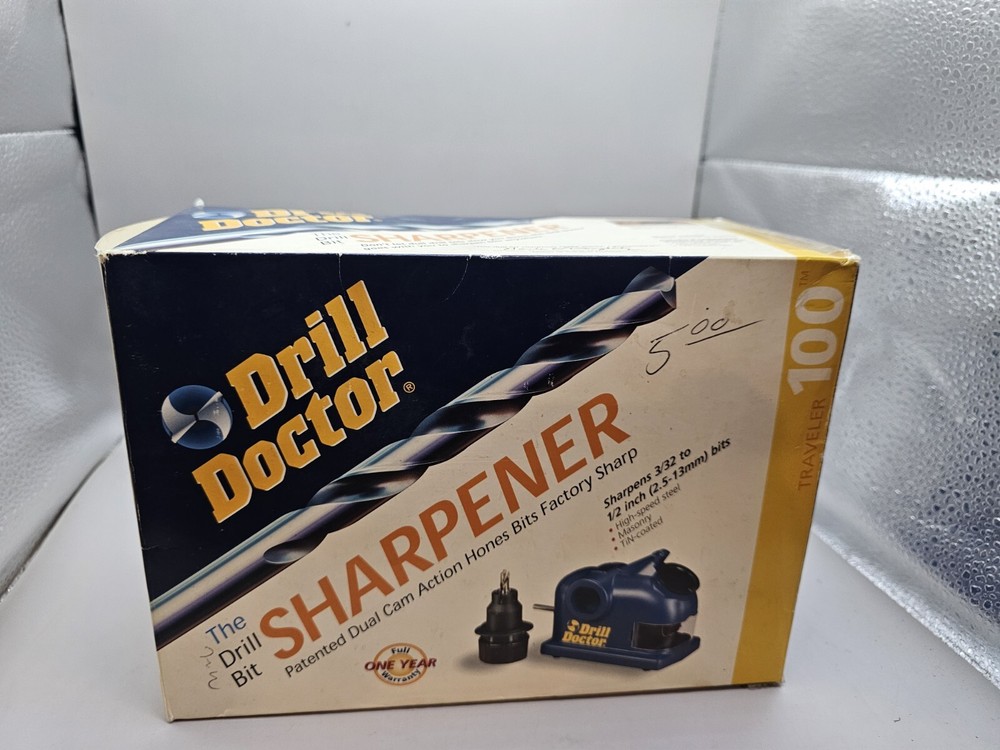 Drill
Doctor
The
Drill
Bit
SHARPENER
Drill
Doctor®
5.00
TRAVELER 100™
The
Drill
Bit
SHARPENER
Patented Dual Cam Action Hones Bits Factory Sharp
Sharpens 3/32 to
1/2 inch (2.5-13mm) bits
• High-speed steel
• Masonry
• TiN-coated
Drill
Doctor
Full
ONE YEAR
Warranty